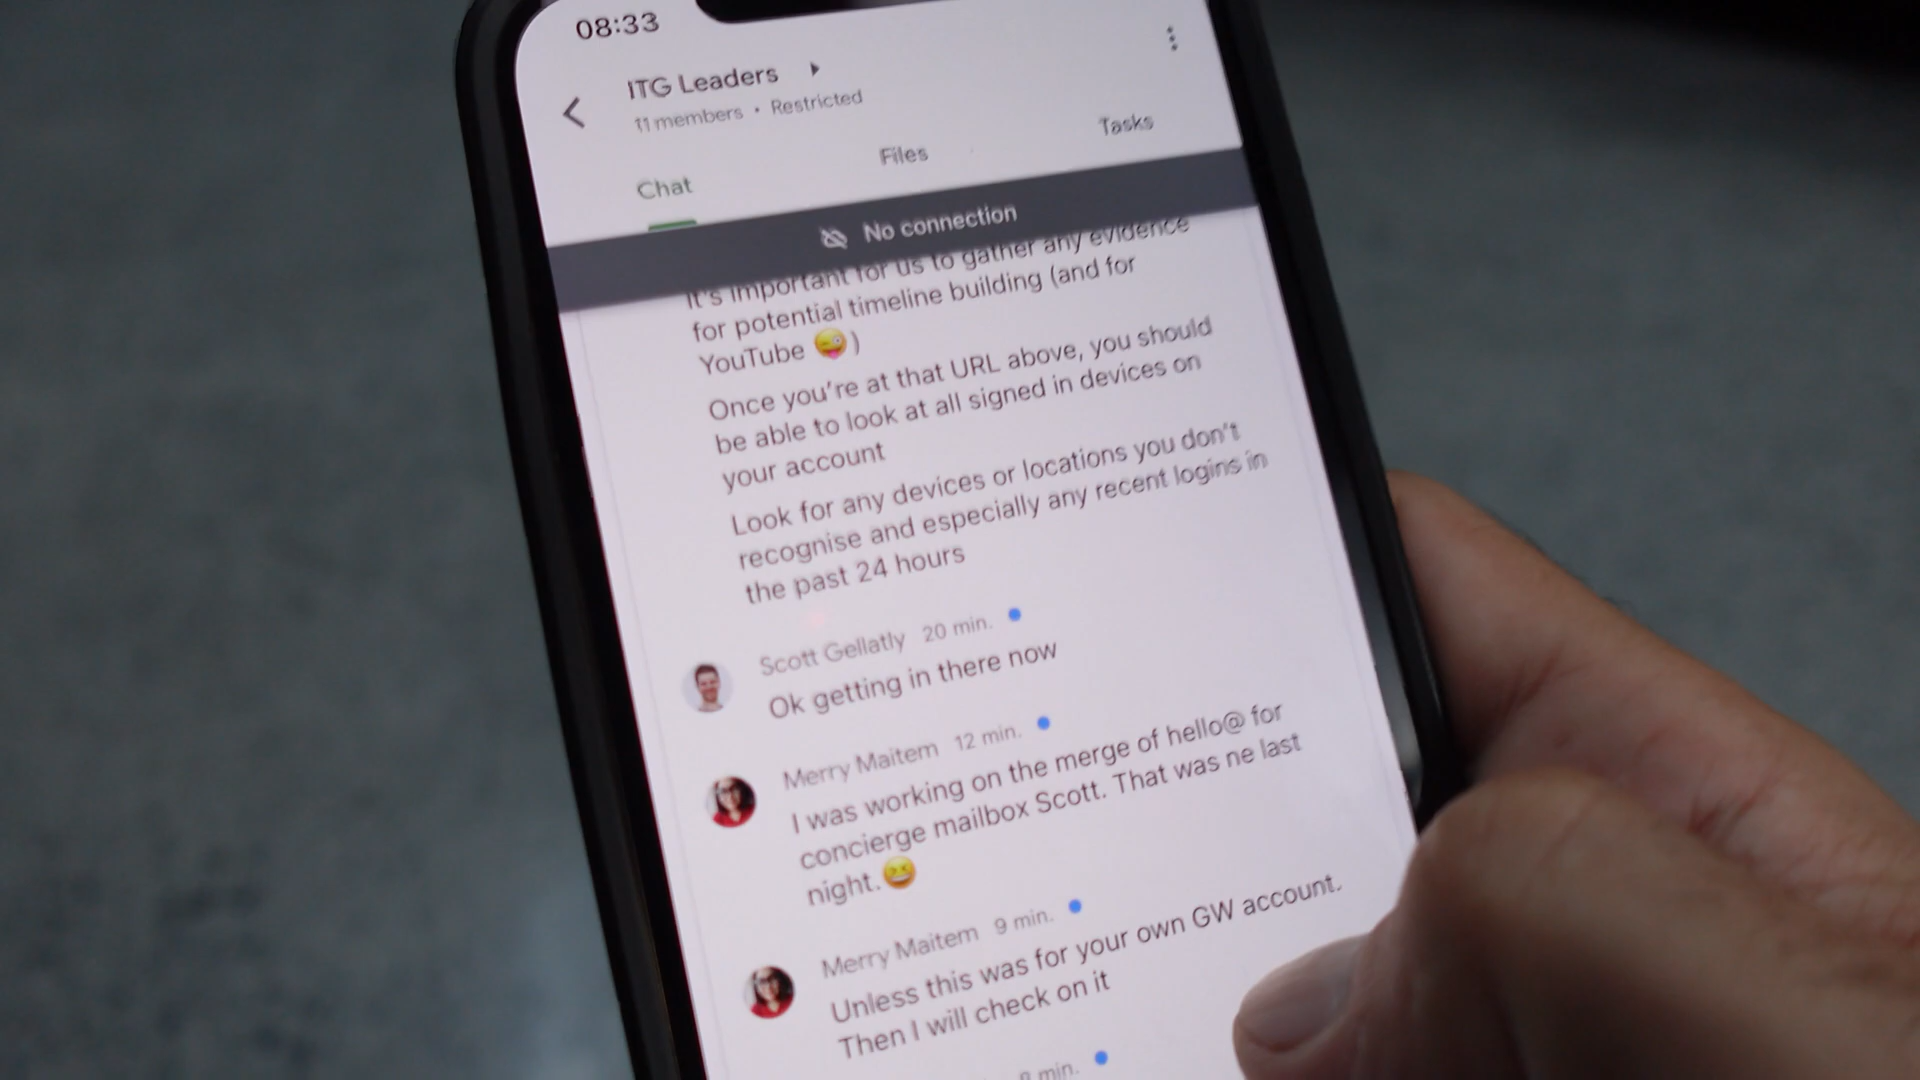 08:33
ITG Leaders
11 members • Restricted
Chat
Files
Tasks
No connection
It's important for us to gather any evidence
for potential timeline building (and for
YouTube 😜)
Once you're at that URL above, you should
be able to look at all signed in devices on
your account
Look for any devices or locations you don't
recognise and especially any recent logins in
the past 24 hours
Scott Gellatly 20 min.
Ok getting in there now
Merry Maitem 12 min.
I was working on the merge of hello@ for
concierge mailbox Scott. That was ne last
night.😆
Merry Maitem 9 min.
Unless this was for your own GW account.
Then I will check on it
min.